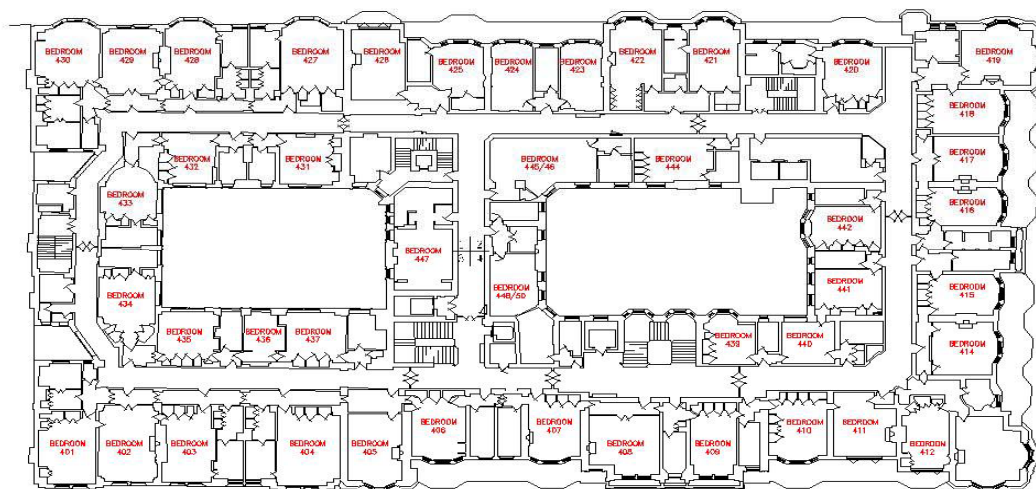 BEDROOM
430
BEDROOM
429
BEDROOM
428
BEDROOM
427
BEDROOM
426
BEDROOM
425
BEDROOM
424
BEDROOM
423
BEDROOM
422
BEDROOM
421
BEDROOM
420
BEDROOM
419
BEDROOM
418
BEDROOM
417
BEDROOM
416
BEDROOM
432
BEDROOM
431
BEDROOM
445/46
BEDROOM
444
BEDROOM
433
BEDROOM
442
BEDROOM
447
BEDROOM
434
BEDROOM
448/50
BEDROOM
441
BEDROOM
415
BEDROOM
435
BEDROOM
436
BEDROOM
437
BEDROOM
439
BEDROOM
440
BEDROOM
414
BEDROOM
401
BEDROOM
402
BEDROOM
403
BEDROOM
404
BEDROOM
405
BEDROOM
406
BEDROOM
407
BEDROOM
408
BEDROOM
409
BEDROOM
410
BEDROOM
411
BEDROOM
412